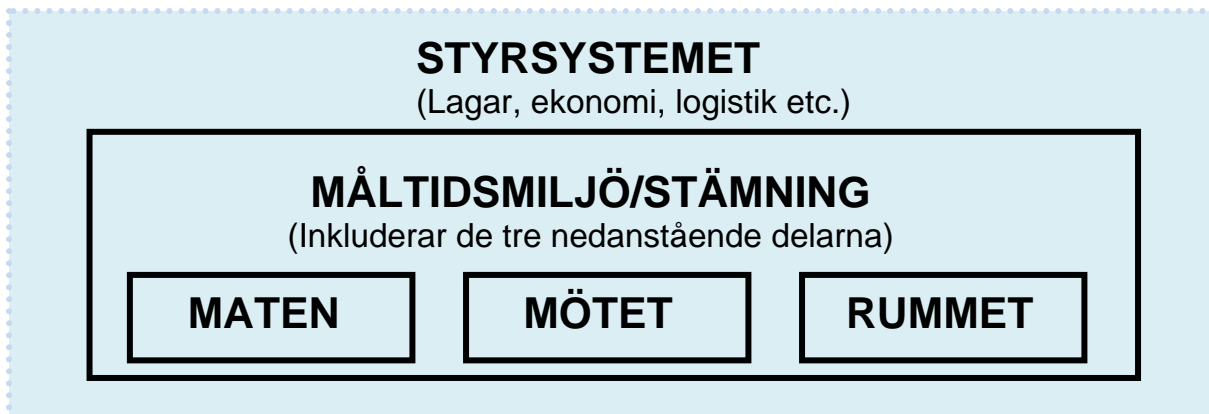 STYRSYSTEMET
(Lagar, ekonomi, logistik etc.)
MÅLTIDSMILJÖ/STÄMNING
(Inkluderar de tre nedanstående delarna)
MATEN MÖTET RUMMET